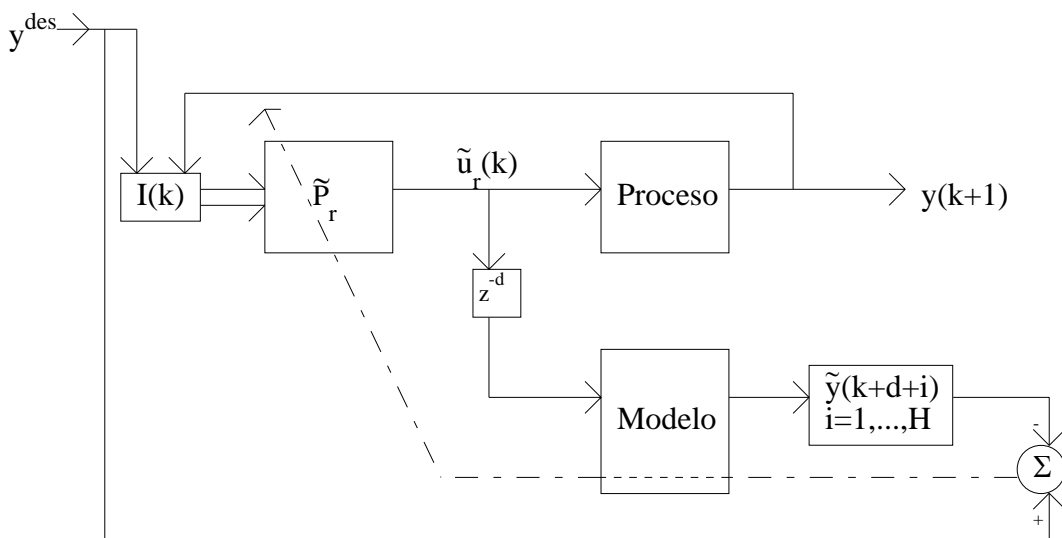 y^des
I(k)
P̃_r
ũ_r(k)
Proceso
y(k+1)
z^-d
Modelo
ỹ(k+d+i)
i=1,...,H
-
Σ
+